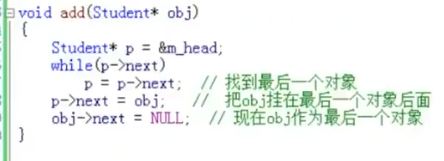 void add(Student* obj)
{
Student* p = &m_head;
while(p->next)
p = p->next; // 找到最后一个对象
p->next = obj; // 把obj挂在最后一个对象后面
obj->next = NULL; // 现在obj作为最后一个对象
}